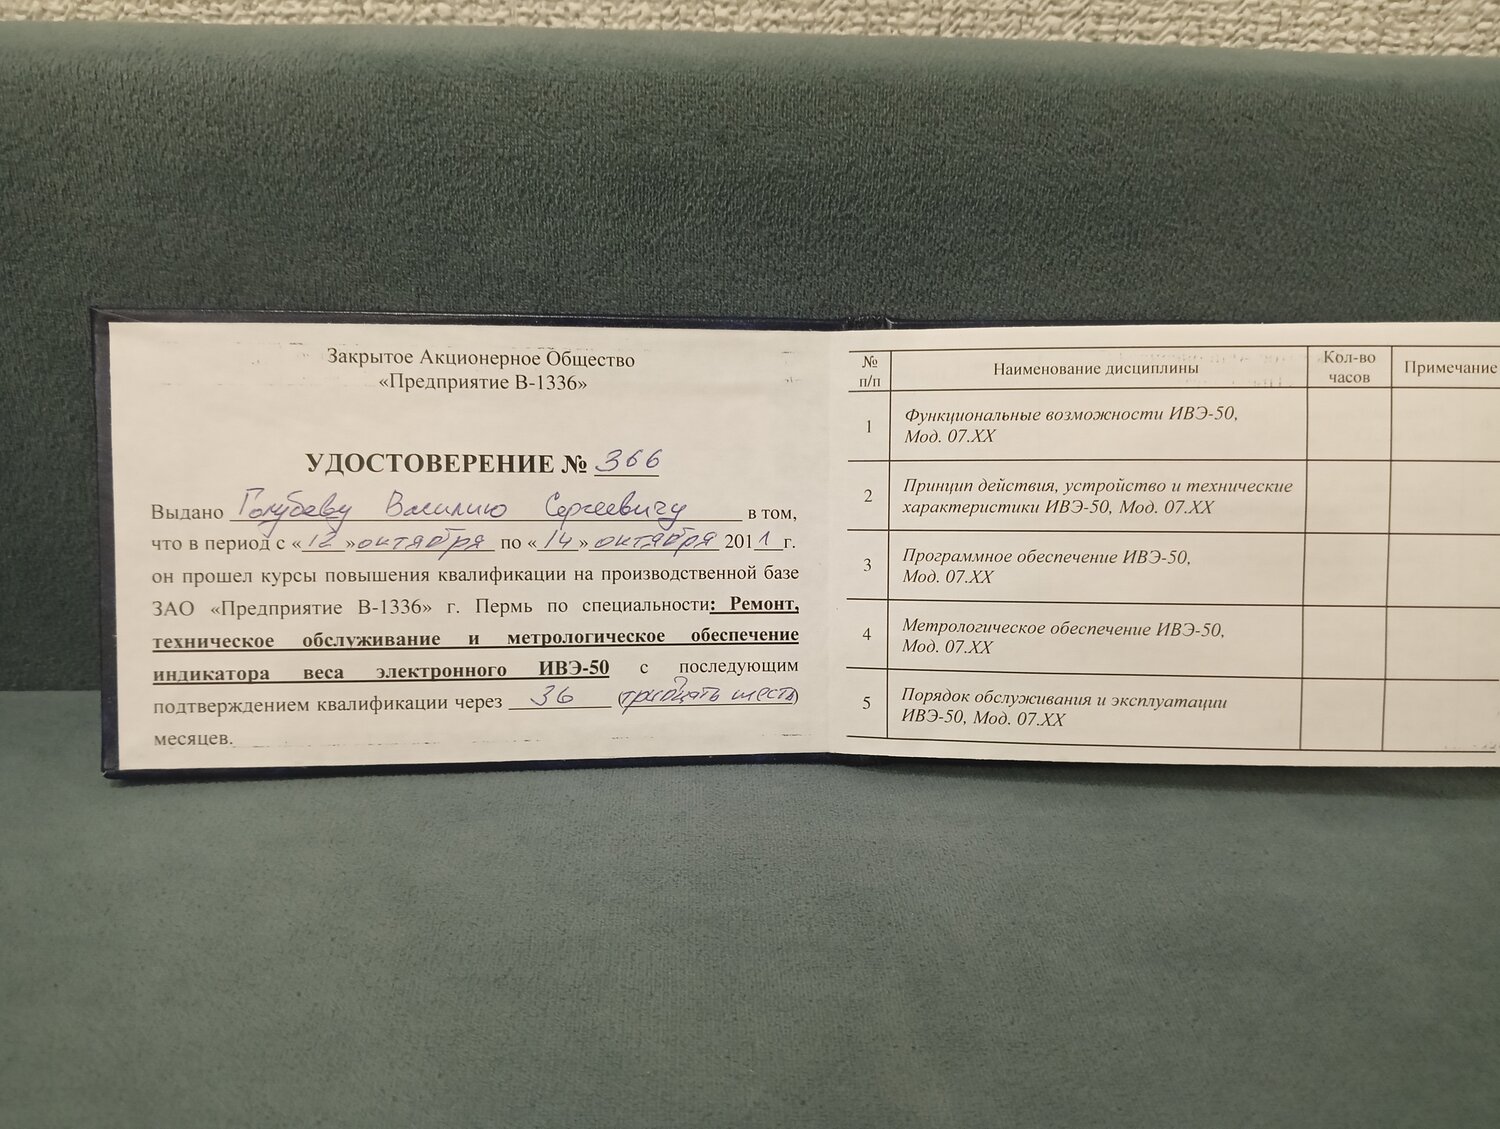 Закрытое Акционерное Общество
«Предприятие В-1336»
УДОСТОВЕРЕНИЕ № 366
Выдано Голубеву Василию Сергеевичу в том,
что в период с «12» октября по «14» октября 2011 г.
он прошел курсы повышения квалификации на производственной базе
ЗАО «Предприятие В-1336» г. Пермь по специальности: Ремонт,
техническое обслуживание и метрологическое обеспечение
индикатора веса электронного ИВЭ-50 с последующим
подтверждением квалификации через 36 (тридцать шесть)
месяцев.
№ п/п Наименование дисциплины Кол-во часов Примечание
1 Функциональные возможности ИВЭ-50,
Мод. 07.ХХ
2 Принцип действия, устройство и технические
характеристики ИВЭ-50, Мод. 07.ХХ
3 Программное обеспечение ИВЭ-50,
Мод. 07.ХХ
4 Метрологическое обеспечение ИВЭ-50,
Мод. 07.ХХ
5 Порядок обслуживания и эксплуатации
ИВЭ-50, Мод. 07.ХХ